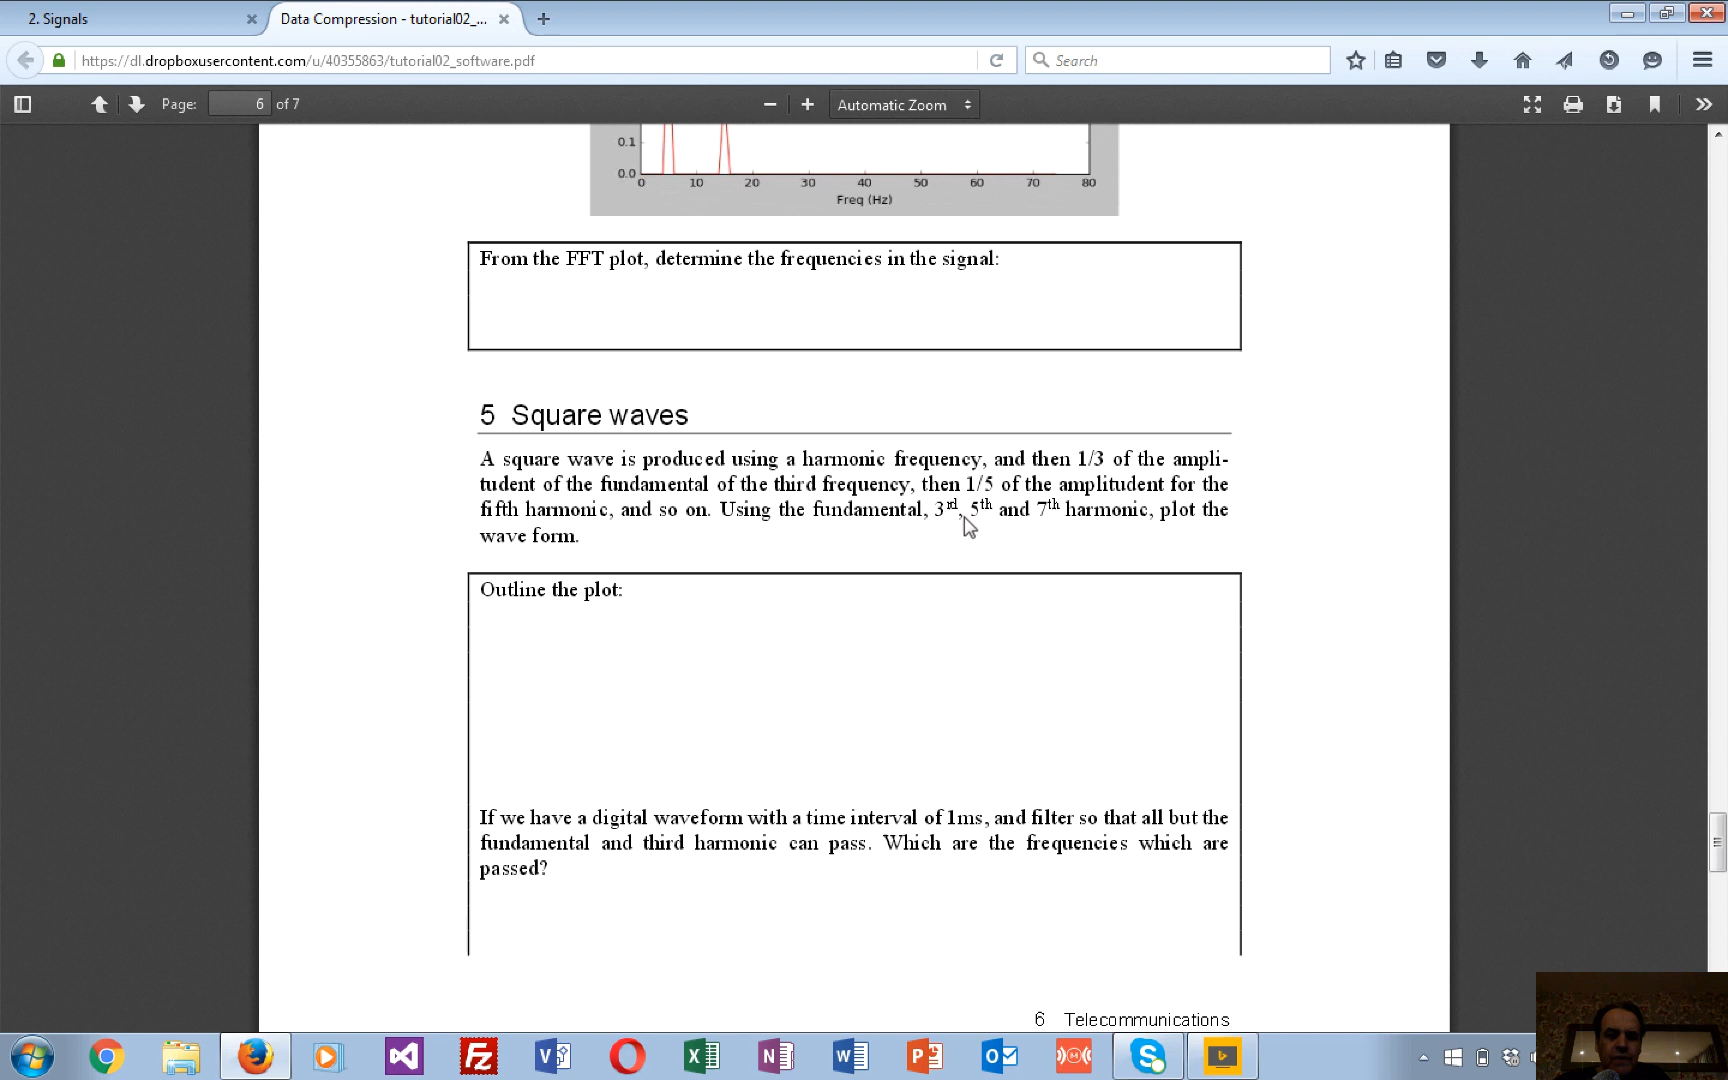 2. Signals
Data Compression - tutorial02_...
https://dl.dropboxusercontent.com/u/40355863/tutorial02_software.pdf
Search
Page: 6 of 7
Automatic Zoom
0.1
0.0
0 10 20 30 40 50 60 70 80
Freq (Hz)
From the FFT plot, determine the frequencies in the signal:
5 Square waves
A square wave is produced using a harmonic frequency, and then 1/3 of the ampli-
tudent of the fundamental of the third frequency, then 1/5 of the amplitudent for the
fifth harmonic, and so on. Using the fundamental, 3rd, 5th and 7th harmonic, plot the
wave form.
Outline the plot:
If we have a digital waveform with a time interval of 1ms, and filter so that all but the
fundamental and third harmonic can pass. Which are the frequencies which are
passed?
6 Telecommunications